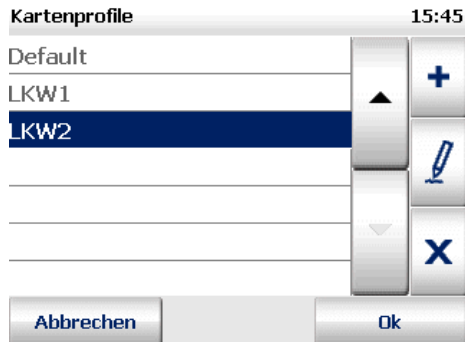 Kartenprofile 15:45
Default
LKW1
LKW2
Abbrechen Ok